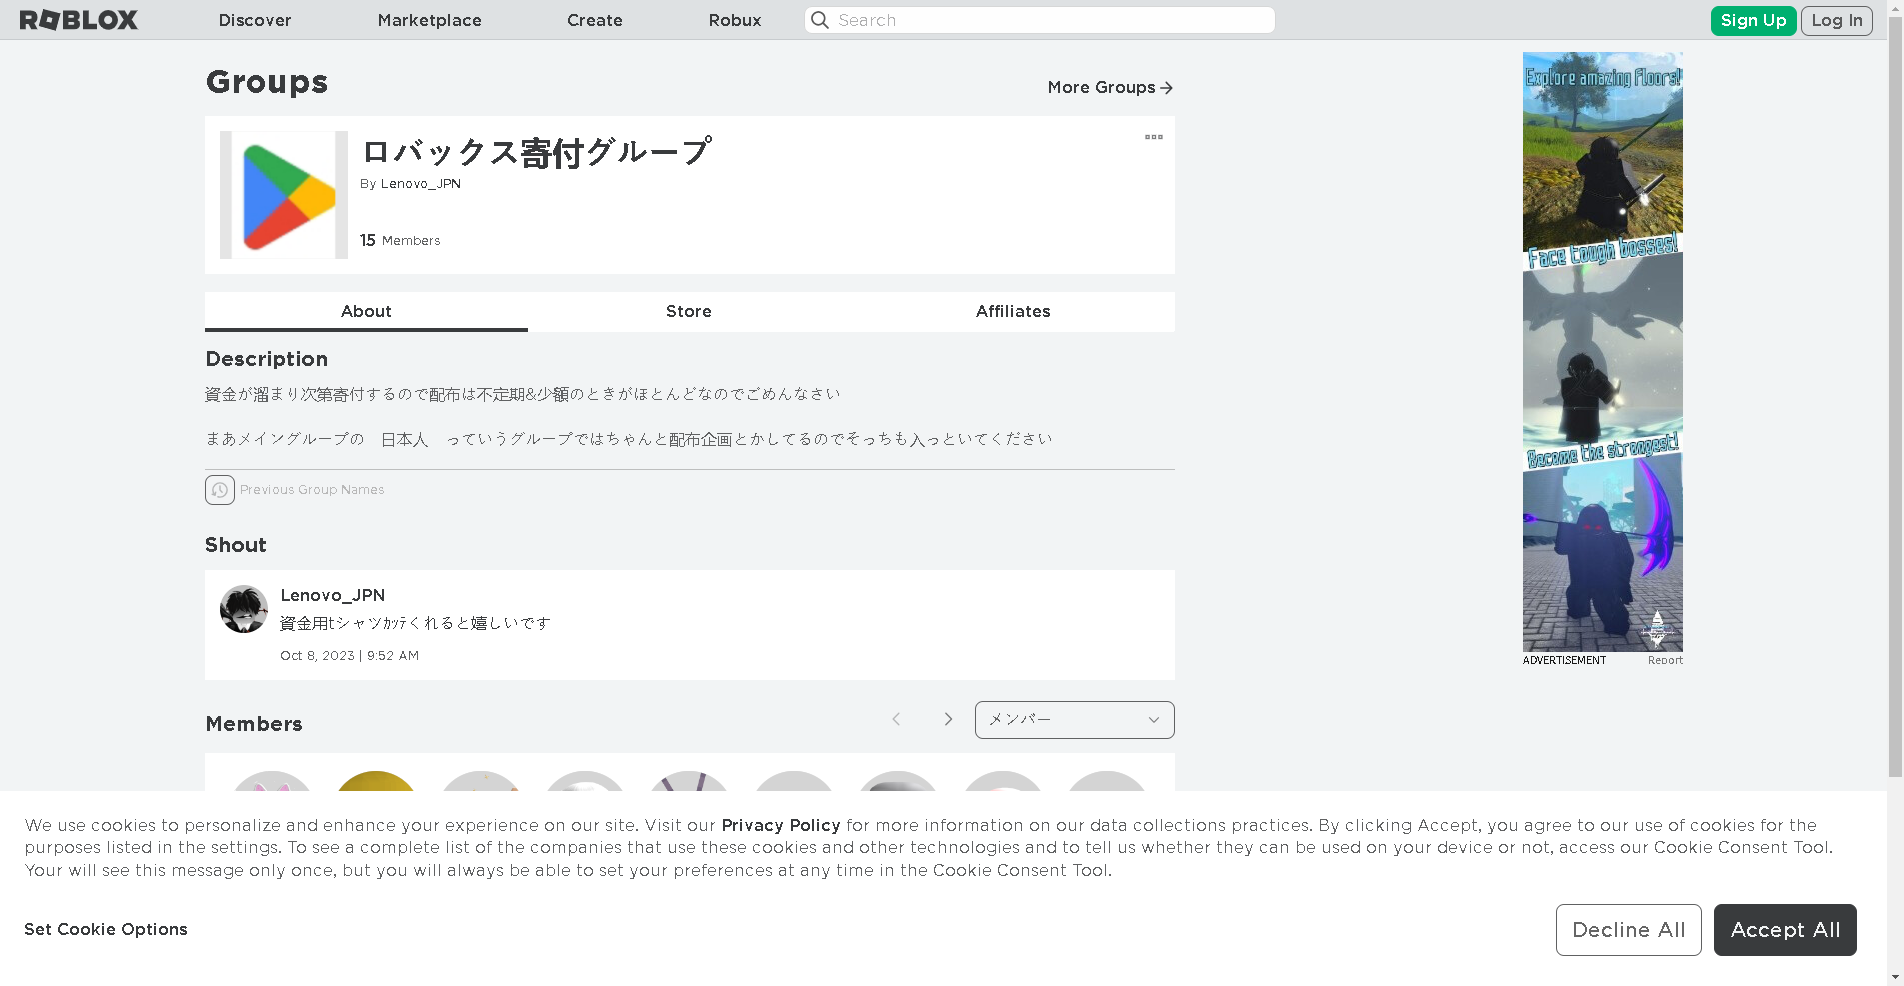 ROBLOX
Discover
Marketplace
Create
Robux
Search
Sign Up
Log In
Groups
More Groups
ロバックス寄付グループ
By Lenovo_JPN
15 Members
About
Store
Affiliates
Description
資金が溜まり次第寄付するので配布は不定期&少額のときがほとんどなのでごめんなさい
まあメイングループの　日本人　っていうグループではちゃんと配布企画とかしてるのでそっちも入っといてください
Previous Group Names
Shout
Lenovo_JPN
資金用tシャツｶｯﾃくれると嬉しいです
Oct 8, 2023 | 9:52 AM
Members
メンバー
Explore amazing floors!
Face tough bosses!
Become the strongest!
ADVERTISEMENT
Report
We use cookies to personalize and enhance your experience on our site. Visit our Privacy Policy for more information on our data collections practices. By clicking Accept, you agree to our use of cookies for the
purposes listed in the settings. To see a complete list of the companies that use these cookies and other technologies and to tell us whether they can be used on your device or not, access our Cookie Consent Tool.
Your will see this message only once, but you will always be able to set your preferences at any time in the Cookie Consent Tool.
Set Cookie Options
Decline All
Accept All